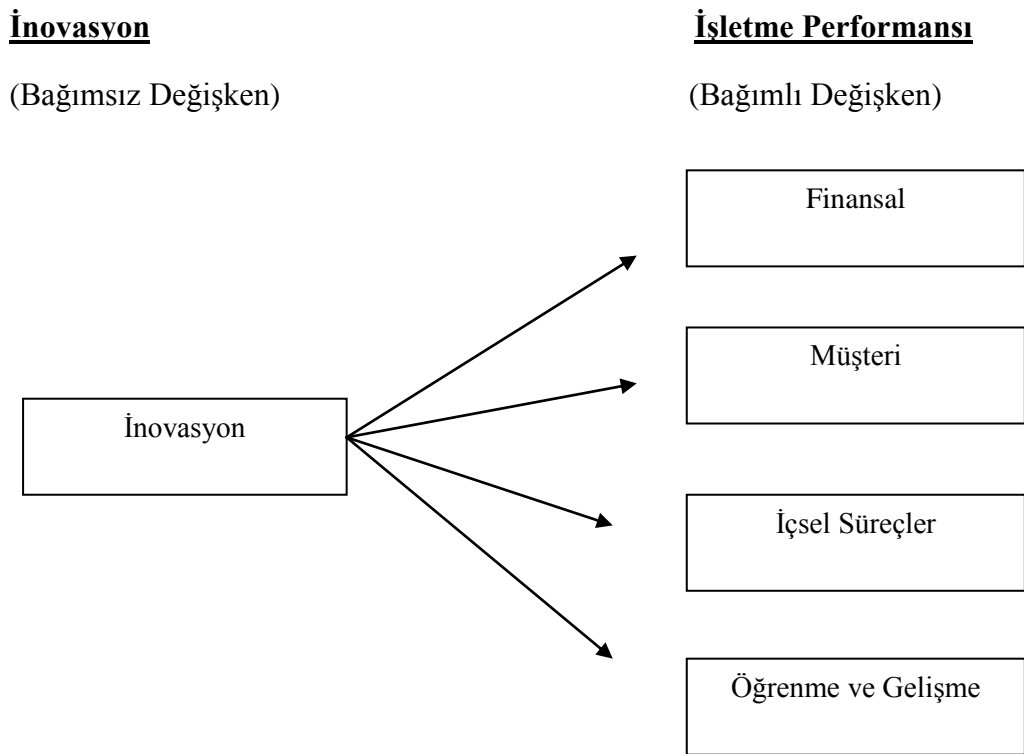 İnovasyon
İşletme Performansı
(Bağımsız Değişken)
(Bağımlı Değişken)
Finansal
Müşteri
İnovasyon
İçsel Süreçler
Öğrenme ve Gelişme